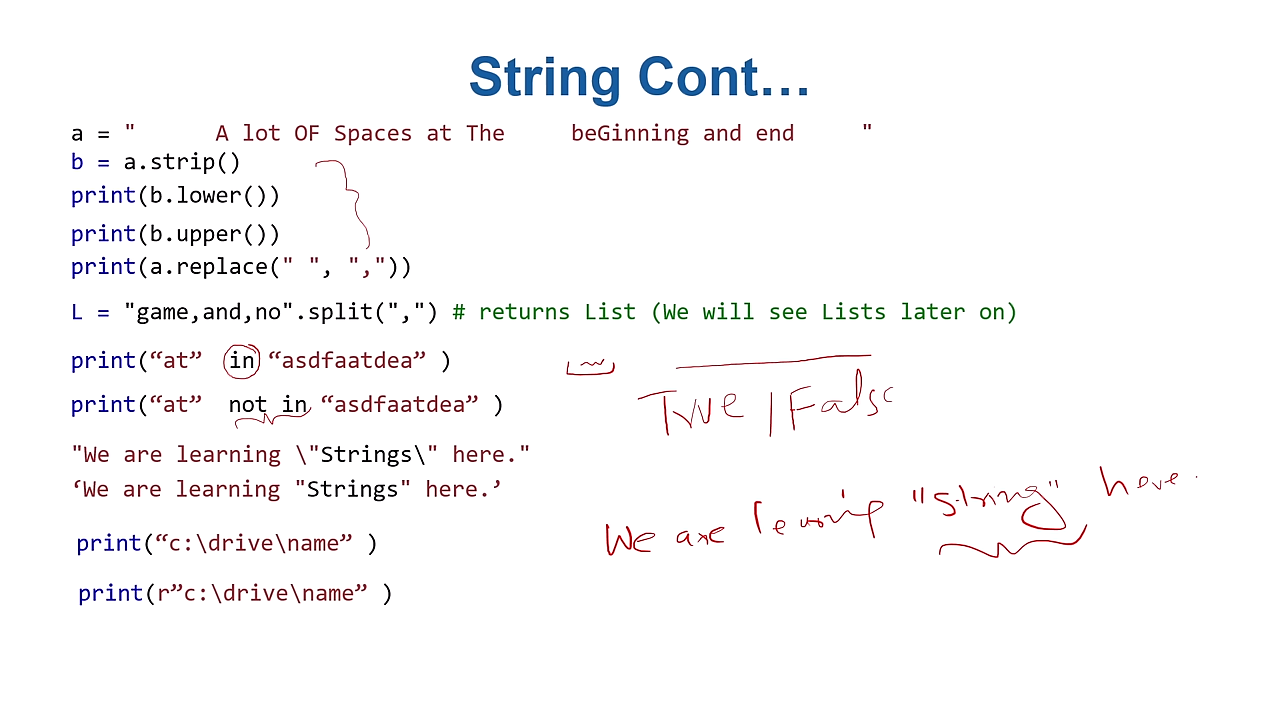 String Cont…
a = "      A lot OF Spaces at The     beGinning and end     "
b = a.strip()
print(b.lower())
print(b.upper())
print(a.replace(" ", ","))
L = "game,and,no".split(",") # returns List (We will see Lists later on)
print(“at”  in “asdfaatdea” )
print(“at”  not in “asdfaatdea” )
True / False
"We are learning \"Strings\" here."
‘We are learning "Strings" here.’
We are learning "string" here.
print(“c:\drive\name” )
print(r”c:\drive\name” )